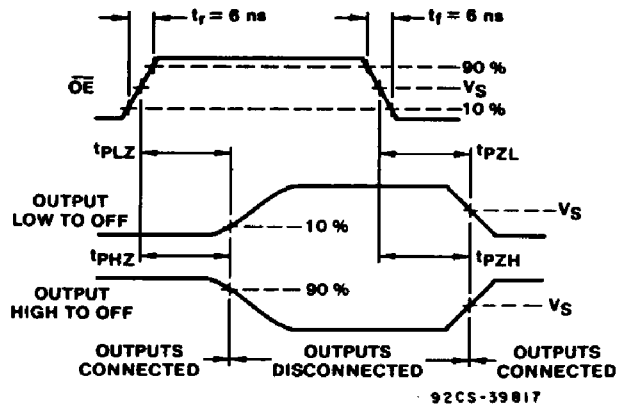 tr = 6 ns
tf = 6 ns
90 %
OE
VS
10 %
tPLZ
tPZL
OUTPUT
LOW TO OFF
VS
10 %
tPHZ
tPZH
OUTPUT
HIGH TO OFF
90 %
VS
OUTPUTS
CONNECTED
OUTPUTS
DISCONNECTED
OUTPUTS
CONNECTED
92CS-39817